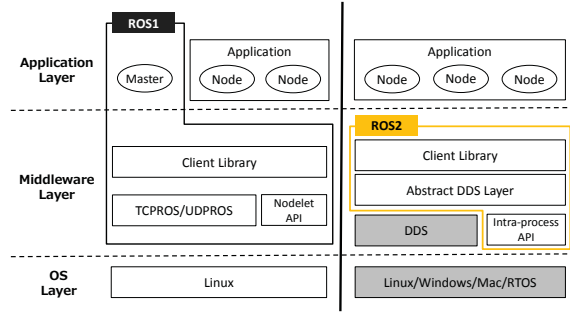 ROS1
Application
Layer
Master
Application
Node
Node
Application
Node
Node
Node
Middleware
Layer
Client Library
TCPROS/UDPROS
Nodelet
API
ROS2
Client Library
Abstract DDS Layer
DDS
Intra-process
API
OS
Layer
Linux
Linux/Windows/Mac/RTOS